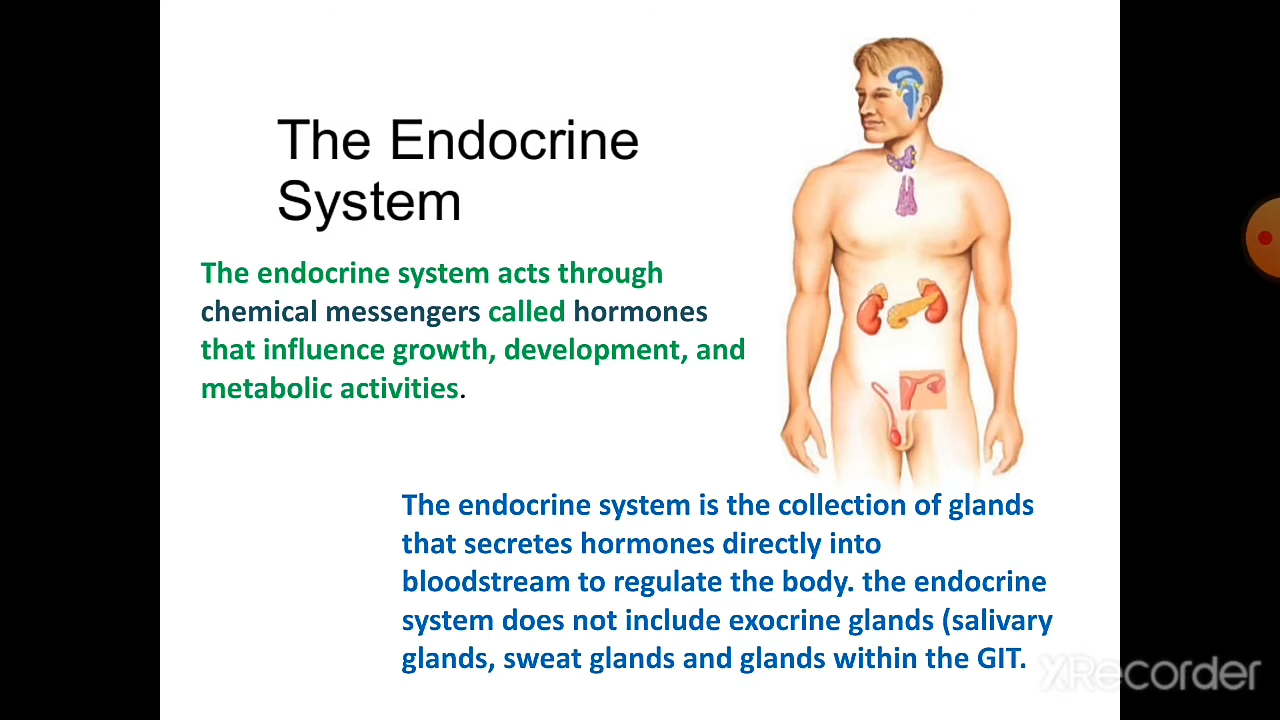 The Endocrine
System
The endocrine system acts through
chemical messengers called hormones
that influence growth, development, and
metabolic activities.
The endocrine system is the collection of glands
that secretes hormones directly into
bloodstream to regulate the body. the endocrine
system does not include exocrine glands (salivary
glands, sweat glands and glands within the GIT.
XRecorder